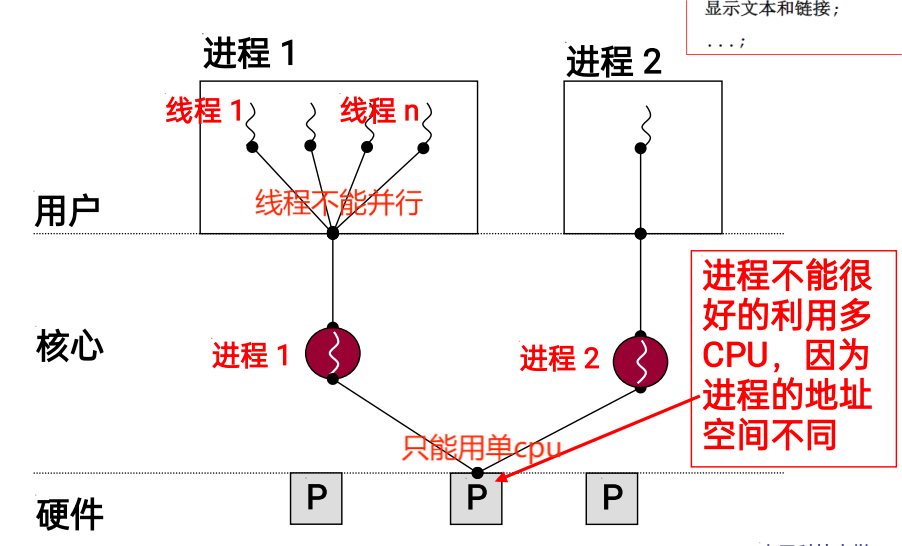 显示文本和链接;
...;
进程 1
进程 2
线程 1
线程 n
线程不能并行
用户
进程不能很
好的利用多
CPU，因为
进程的地址
空间不同
核心
进程 1
进程 2
只能用单cpu
P
P
P
硬件